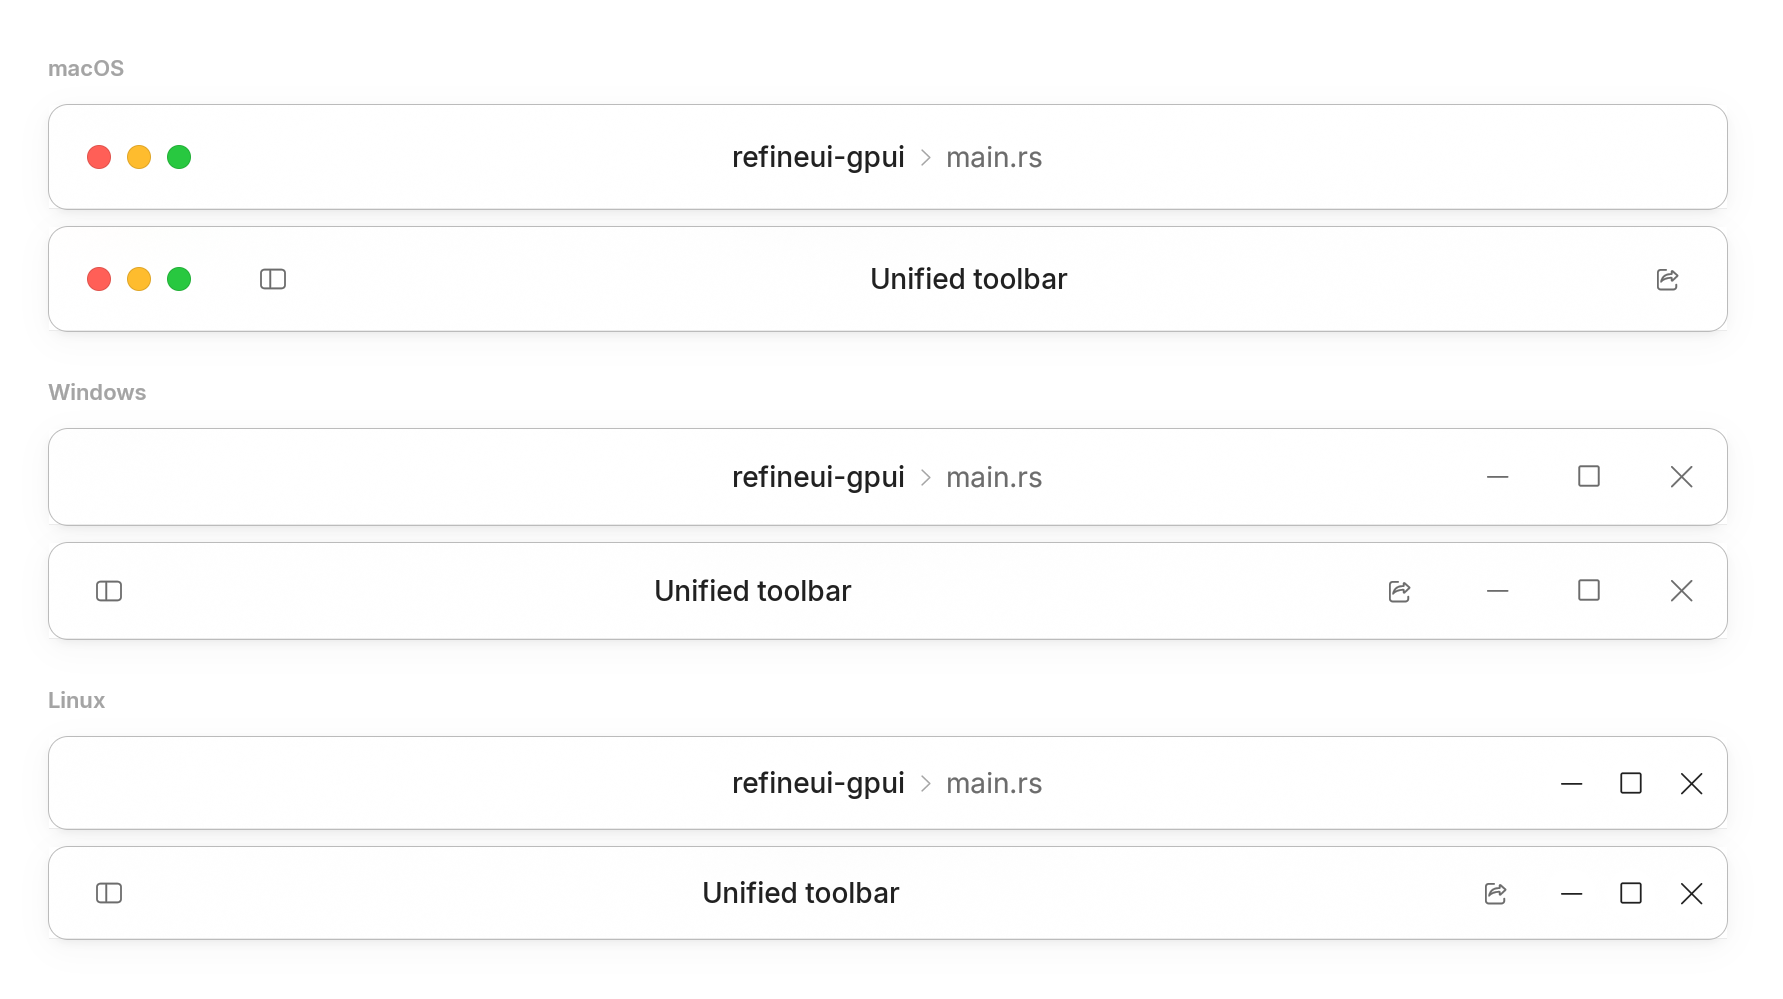 macOS
refineui-gpui > main.rs
Unified toolbar
Windows
refineui-gpui > main.rs
Unified toolbar
Linux
refineui-gpui > main.rs
Unified toolbar